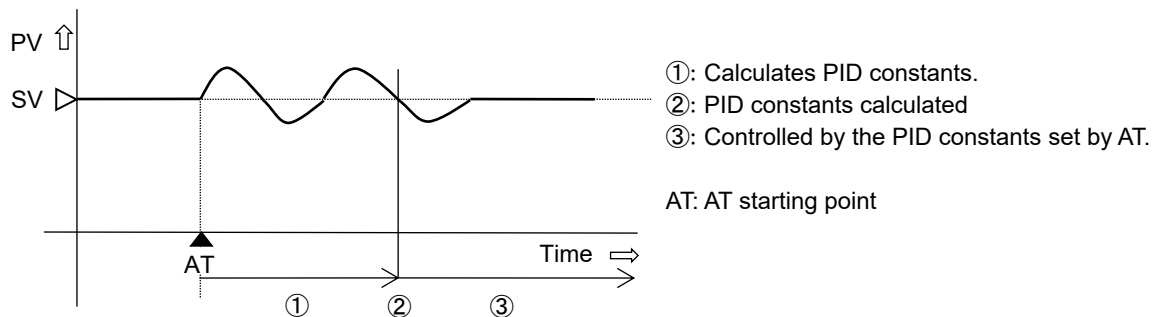 PV ⇧
SV
①: Calculates PID constants.
②: PID constants calculated
③: Controlled by the PID constants set by AT.
AT: AT starting point
Time ⇨
AT
① ② ③